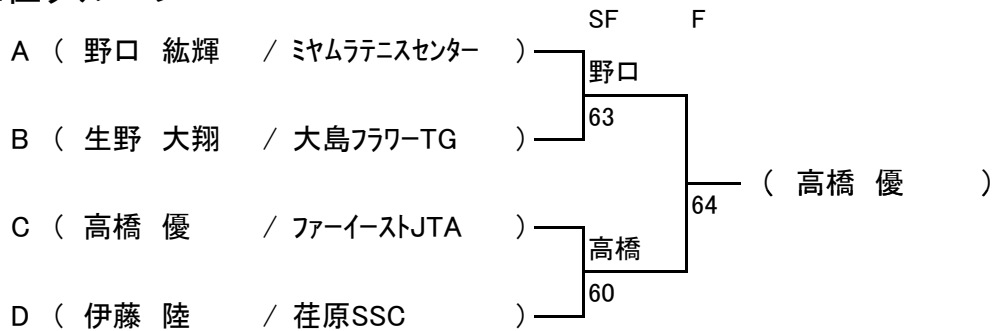 SF F
A ( 野口 紘輝 / ミヤムラテニスセンター )
野口
63
B ( 生野 大翔 / 大島フラワーTG )
( 高橋 優 )
64
C ( 高橋 優 / ファーイーストJTA )
高橋
60
D ( 伊藤 陸 / 荏原SSC )